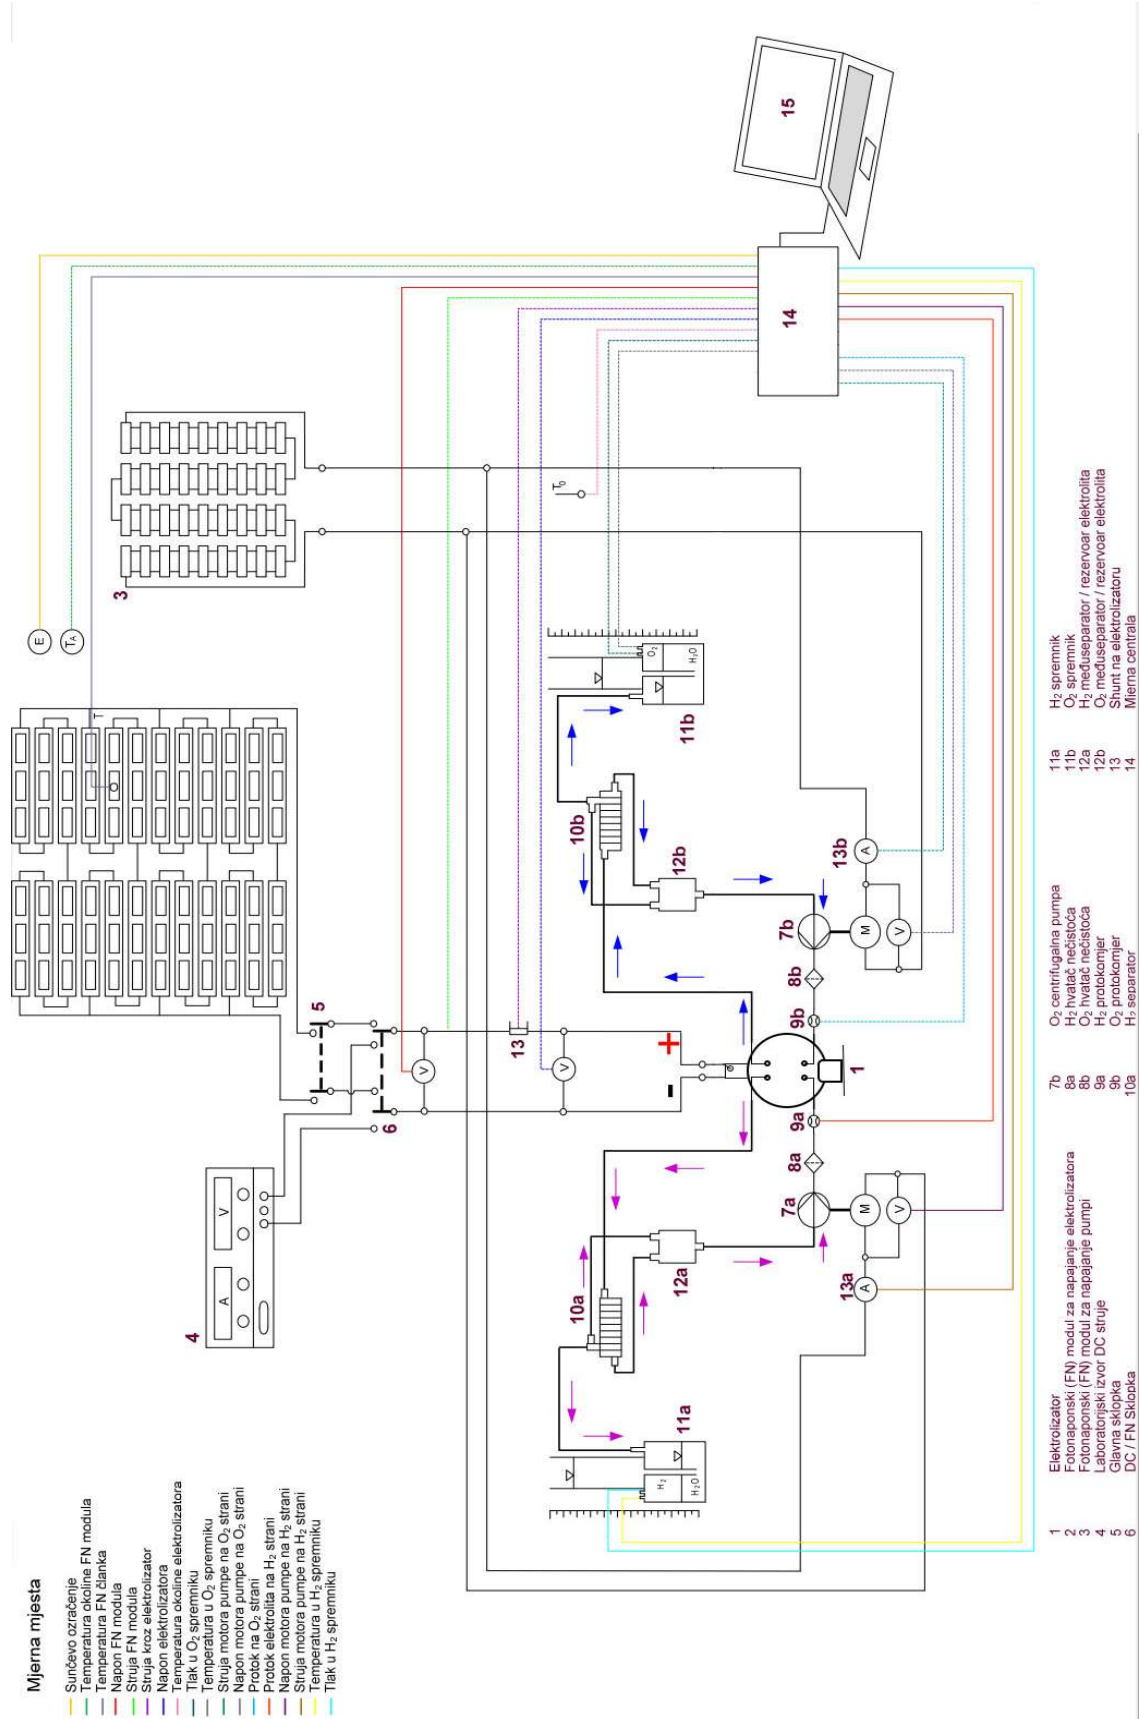 Mjerna mjesta
Sunčevo ozračenje
Temperatura okoline FN modula
Temperatura FN članka
Napon FN modula
Struja FN modula
Struja kroz elektrolizator
Napon elektrolizatora
Temperatura okoline elektrolizatora
Tlak u O₂ spremniku
Temperatura u O₂ spremniku
Struja motora pumpe na O₂ strani
Napon motora pumpe na O₂ strani
Protok na O₂ strani
Protok elektrolita na H₂ strani
Napon motora pumpe na H₂ strani
Struja motora pumpe na H₂ strani
Temperatura u H₂ spremniku
Tlak u H₂ spremniku
4
A
V
T
E
T_A
3
5
6
V
13
V
-
+
T₀
14
15
11a
H₂
H₂O
10a
12a
7a
8a
9a
1
9b
8b
7b
12b
10b
11b
O₂
H₂O
13a
A
M
V
M
V
13b
A
1 Elektrolizator
2 Fotonaponski (FN) modul za napajanje elektrolizatora
3 Fotonaponski (FN) modul za napajanje pumpi
4 Laboratorijski izvor DC struje
5 Glavna sklopka
6 DC / FN Sklopka
7b O₂ centrifugalna pumpa
8a H₂ hvatač nečistoća
8b O₂ hvatač nečistoća
9a H₂ protokomjer
9b O₂ protokomjer
10a H₂ separator
11a H₂ spremnik
11b O₂ spremnik
12a H₂ međuseparator / rezervoar elektrolita
12b O₂ međuseparator / rezervoar elektrolita
13 Shunt na elektrolizatoru
14 Mjerna centrala